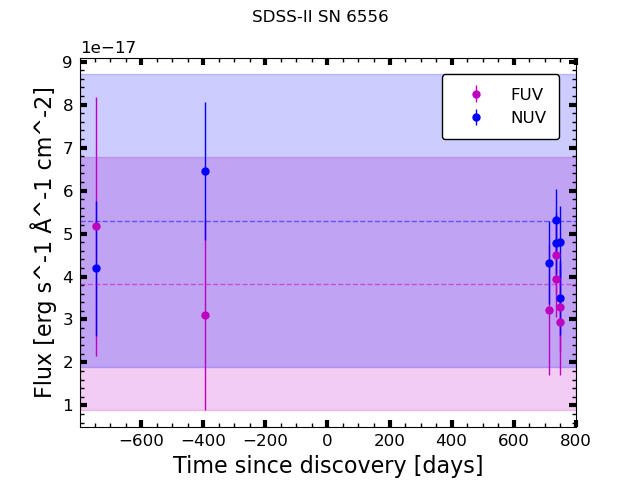 SDSS-II SN 6556
1e−17
9
8
7
6
5
4
3
2
1
Flux [erg s^-1 Å^-1 cm^-2]
FUV
NUV
−600 −400 −200 0 200 400 600 800
Time since discovery [days]